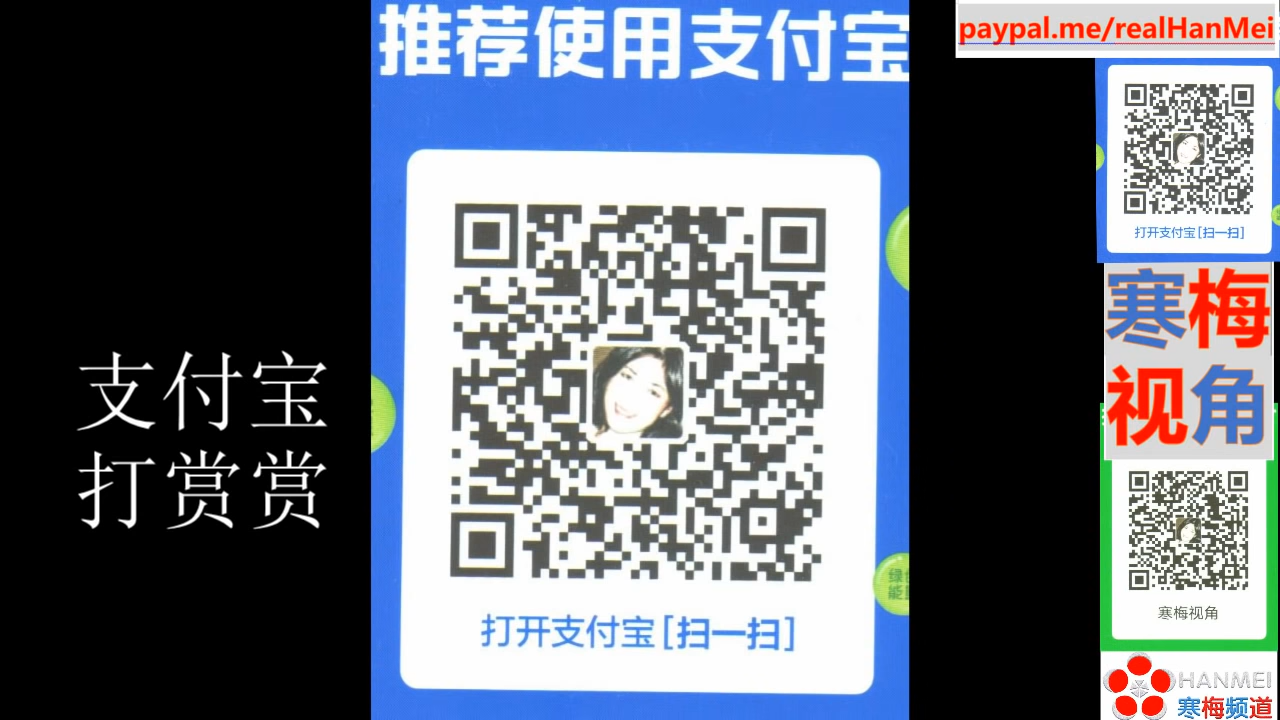 推荐使用支付宝
支付宝
打赏赏
打开支付宝[扫一扫]
paypal.me/realHanMei
打开支付宝[扫一扫]
寒梅
视角
寒梅视角
HANMEI
寒梅频道